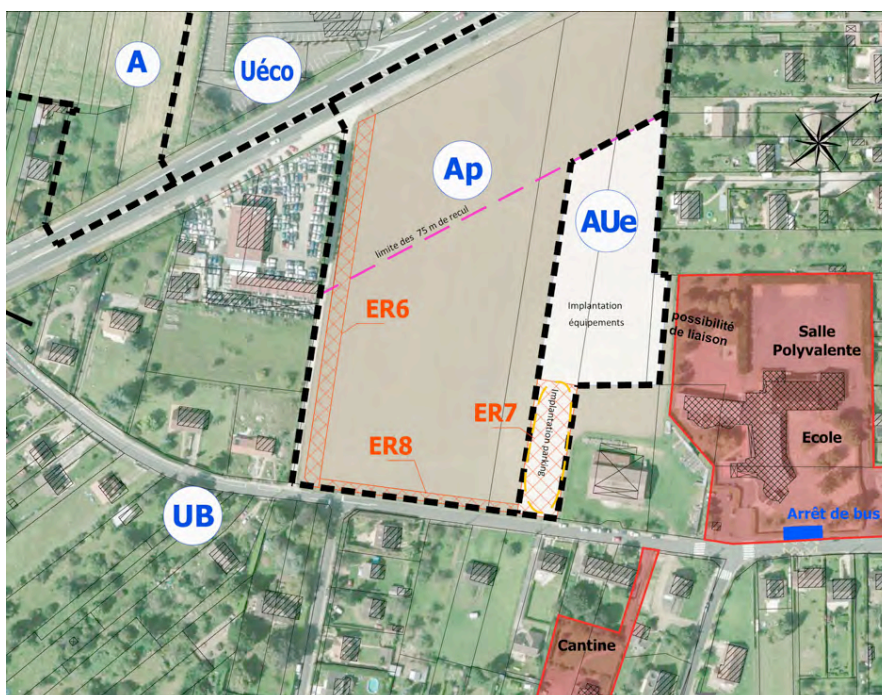 A
Uéco
Ap
N
limite des 75 m de recul
AUe
Implantation
équipements
possibilité
de liaison
Salle
Polyvalente
ER6
Implantation parking
ER7
Ecole
ER8
UB
Arrêt de bus
Cantine